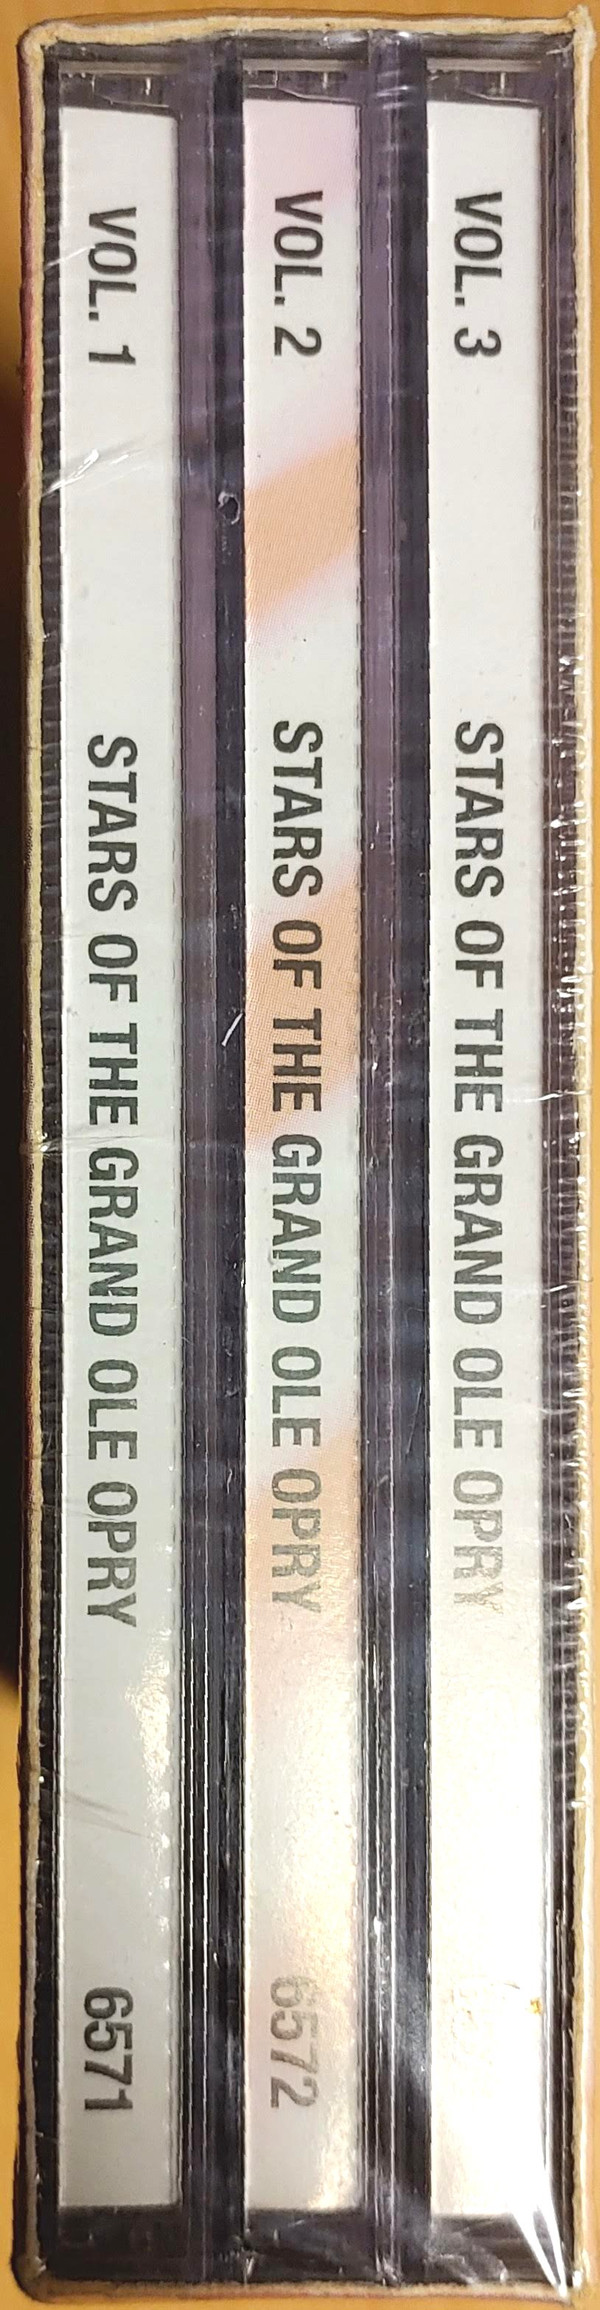 VOL. 3 STARS OF THE GRAND OLE OPRY
VOL. 2 STARS OF THE GRAND OLE OPRY 6572
VOL. 1 STARS OF THE GRAND OLE OPRY 6571